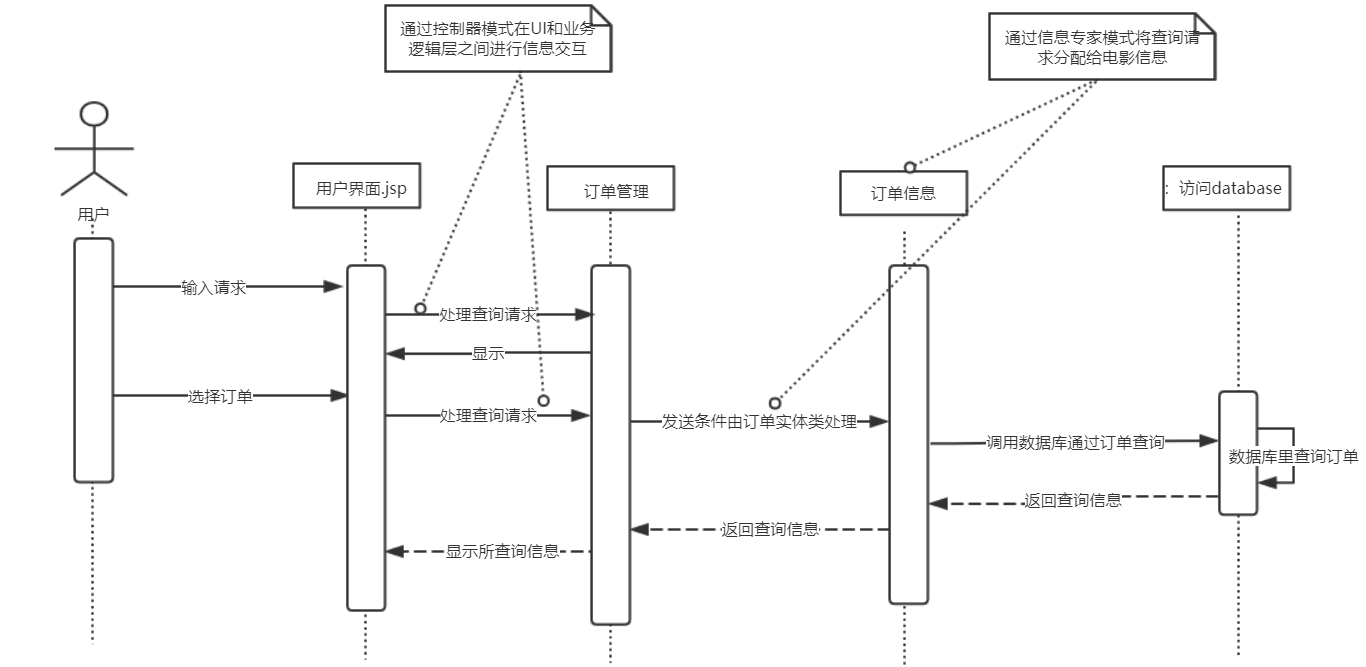 通过控制器模式在UI和业务
逻辑层之间进行信息交互
通过信息专家模式将查询请
求分配给电影信息
用户
用户界面.jsp
订单管理
订单信息
：访问database
输入请求
处理查询请求
显示
选择订单
处理查询请求
发送条件由订单实体类处理
调用数据库通过订单查询
数据库里查询订单
返回查询信息
返回查询信息
显示所查询信息